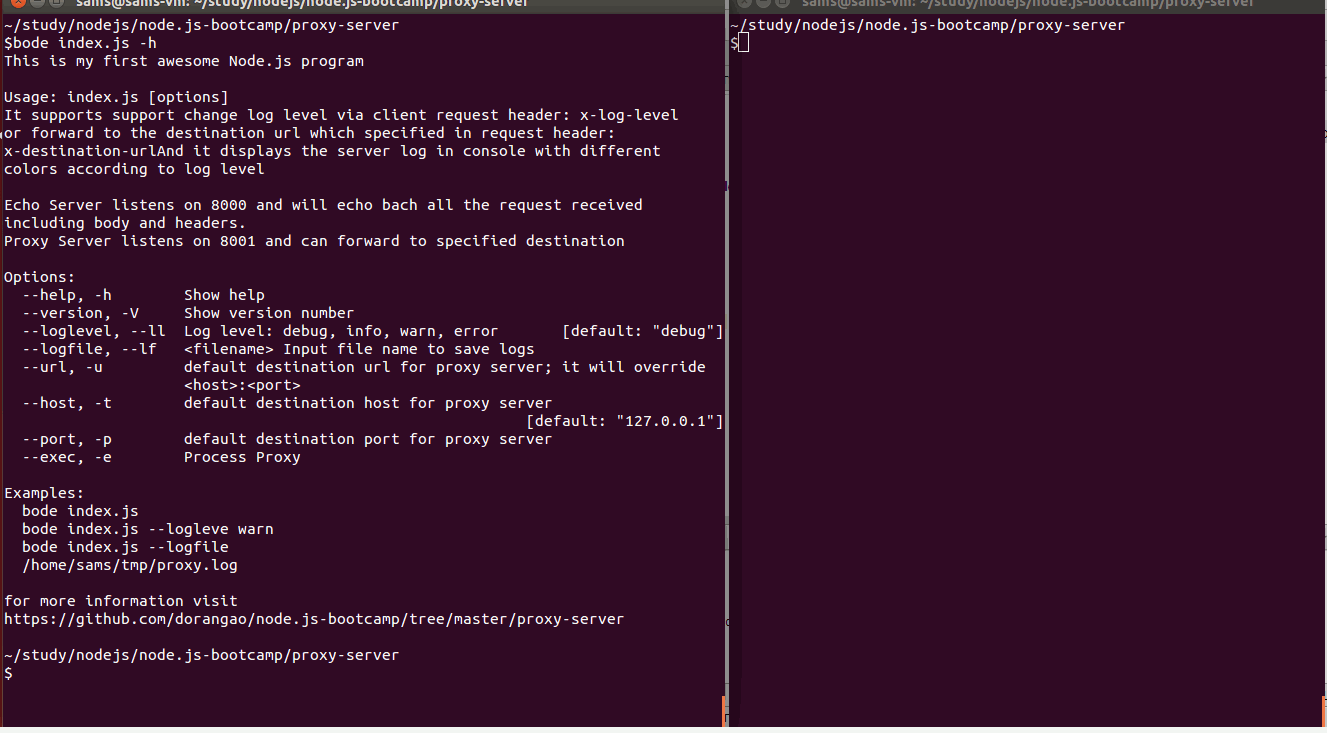 sams@sams-vm: ~/study/nodejs/node.js-bootcamp/proxy-server
~/study/nodejs/node.js-bootcamp/proxy-server
$bode index.js -h
This is my first awesome Node.js program
Usage: index.js [options]
It supports support change log level via client request header: x-log-level
or forward to the destination url which specified in request header:
x-destination-urlAnd it displays the server log in console with different
colors according to log level
Echo Server listens on 8000 and will echo bach all the request received
including body and headers.
Proxy Server listens on 8001 and can forward to specified destination
Options:
--help, -h Show help
--version, -V Show version number
--loglevel, --ll Log level: debug, info, warn, error [default: "debug"]
--logfile, --lf <filename> Input file name to save logs
--url, -u default destination url for proxy server; it will override
<host>:<port>
--host, -t default destination host for proxy server
[default: "127.0.0.1"]
--port, -p default destination port for proxy server
--exec, -e Process Proxy
Examples:
bode index.js
bode index.js --logleve warn
bode index.js --logfile
/home/sams/tmp/proxy.log
for more information visit
https://github.com/dorangao/node.js-bootcamp/tree/master/proxy-server
~/study/nodejs/node.js-bootcamp/proxy-server
$
sams@sams-vm: ~/study/nodejs/node.js-bootcamp/proxy-server
~/study/nodejs/node.js-bootcamp/proxy-server
$